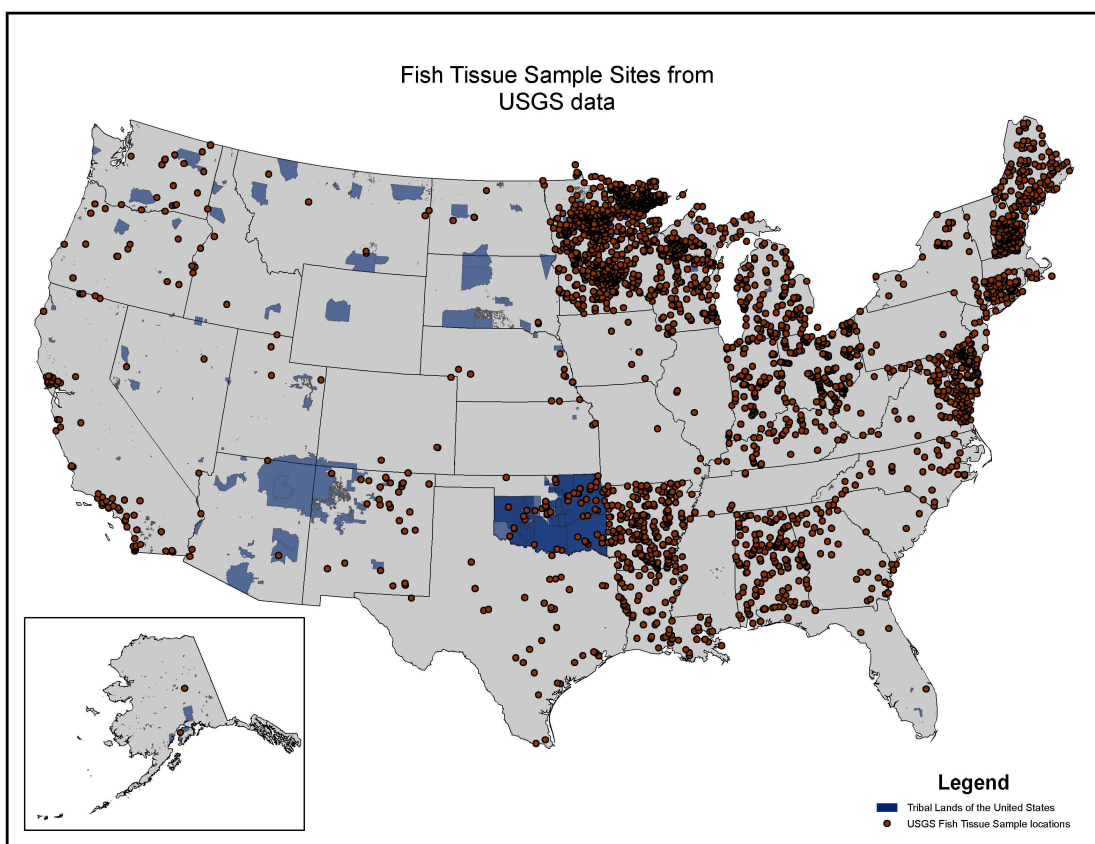 Fish Tissue Sample Sites from
USGS data
Legend
Tribal Lands of the United States
USGS Fish Tissue Sample locations